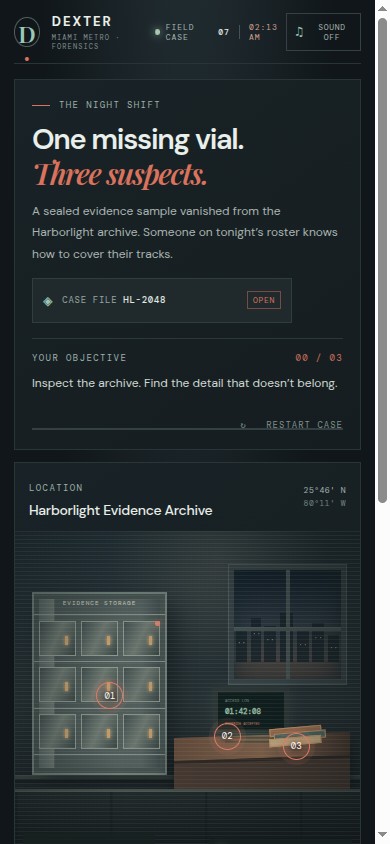 D
DEXTER
MIAMI METRO ·
FORENSICS
FIELD
CASE
07
02:13
AM
SOUND
OFF
THE NIGHT SHIFT
One missing vial.
Three suspects.
A sealed evidence sample vanished from the
Harborlight archive. Someone on tonight’s roster knows
how to cover their tracks.
CASE FILE HL-2048
OPEN
YOUR OBJECTIVE
00 / 03
Inspect the archive. Find the detail that doesn’t belong.
↻ RESTART CASE
LOCATION
Harborlight Evidence Archive
25°46' N
80°11' W
EVIDENCE STORAGE
ACCESS LOG
01:42:08
01
02
03